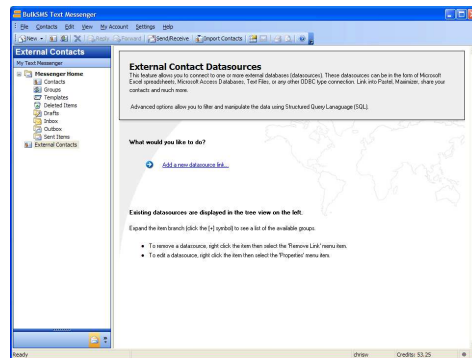 BulkSMS Text Messenger
File Contacts Edit View My Account Settings Help
New Reply Forward Send/Receive Import Contacts
External Contacts
My Text Messenger
Messenger Home
Contacts
Groups
Templates
Deleted Items
Drafts
Inbox
Outbox
Sent Items
External Contacts
External Contact Datasources
This feature allows you to connect to one or more external databases (datasources). These datasources can be in the form of Microsoft
Excel spreadsheets, Microsoft Access Databases, Text Files, or any other ODBC type connection. Link into Pastel, Maximizer, share your
contacts and much more.
Advanced options allow you to filter and manipulate the data using Structured Query Lanaguage (SQL).
What would you like to do?
Add a new datasource link...
Existing datasources are displayed in the tree view on the left.
Expand the item branch (click the [+] symbol) to see a list of the available groups.
To remove a datasource, right click the item then select the 'Remove Link' menu item.
To edit a datasource, right click the item then select the 'Properties' menu item.
Ready
chrisw
Credits: 53.25